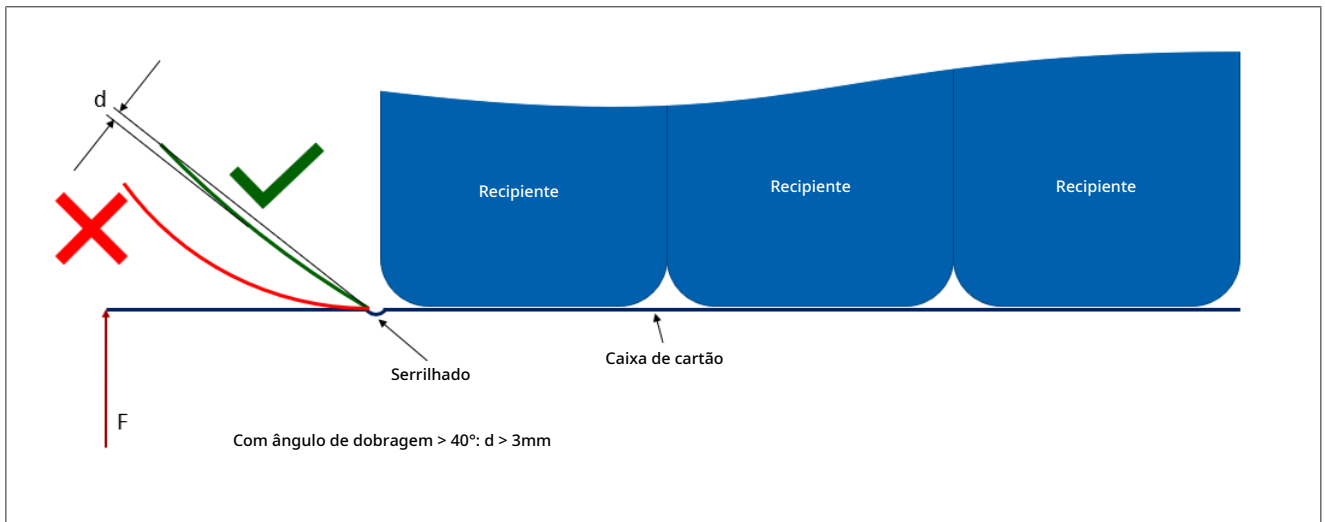 d
Recipiente
Recipiente
Recipiente
Caixa de cartão
Serrilhado
F
Com ângulo de dobragem > 40°: d > 3mm